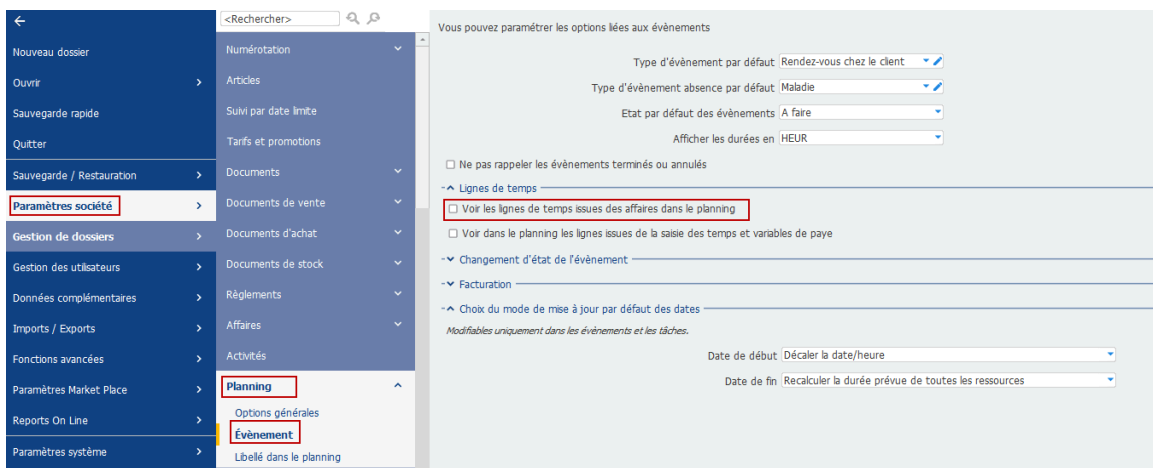 Nouveau dossier
Ouvrir
Sauvegarde rapide
Quitter
Sauvegarde / Restauration
Paramètres société
Gestion de dossiers
Gestion des utilisateurs
Données complémentaires
Imports / Exports
Fonctions avancées
Paramètres Market Place
Reports On Line
Paramètres système
<Rechercher>
Numérotation
Articles
Suivi par date limite
Tarifs et promotions
Documents
Documents de vente
Documents d'achat
Documents de stock
Règlements
Affaires
Activités
Planning
Options générales
Évènement
Libellé dans le planning
Vous pouvez paramétrer les options liées aux évènements
Type d'évènement par défaut Rendez-vous chez le client
Type d'évènement absence par défaut Maladie
Etat par défaut des évènements A faire
Afficher les durées en HEUR
Ne pas rappeler les évènements terminés ou annulés
Lignes de temps
Voir les lignes de temps issues des affaires dans le planning
Voir dans le planning les lignes issues de la saisie des temps et variables de paye
Changement d'état de l'évènement
Facturation
Choix du mode de mise à jour par défaut des dates
Modifiables uniquement dans les évènements et les tâches.
Date de début Décaler la date/heure
Date de fin Recalculer la durée prévue de toutes les ressources